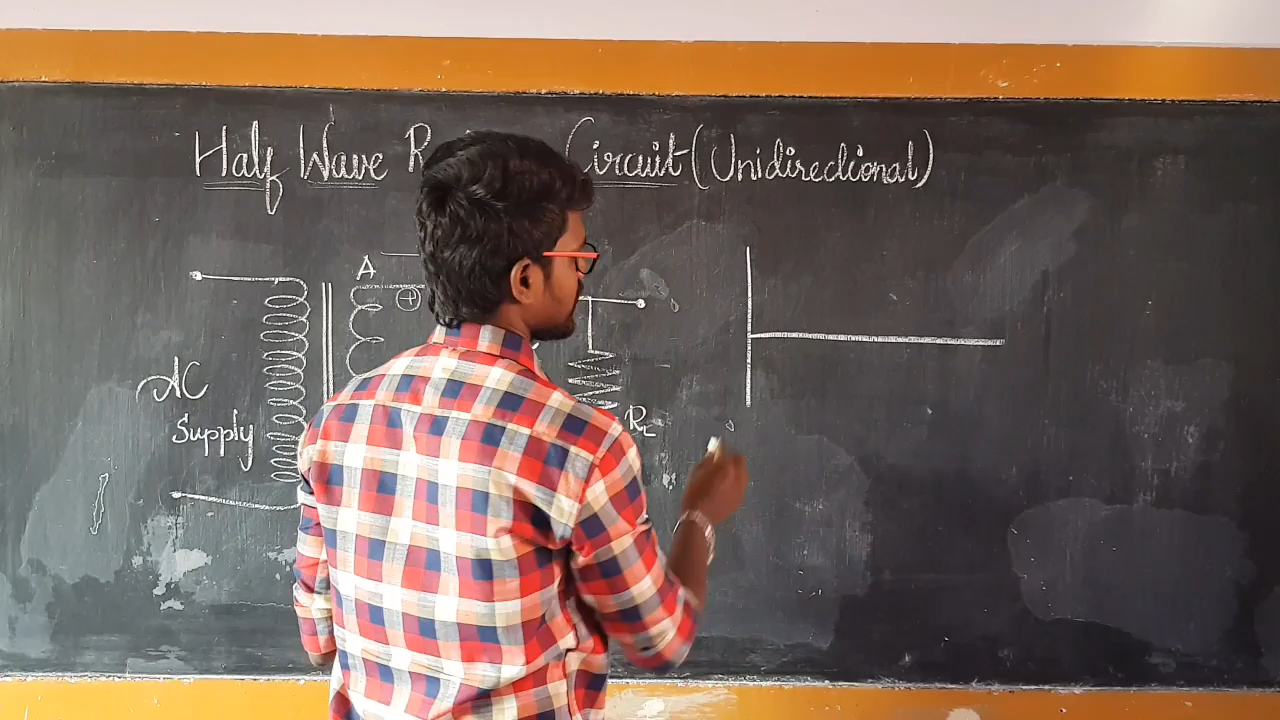 Half Wave R Circuit (Unidirectional)
A
+
AC
Supply
RL